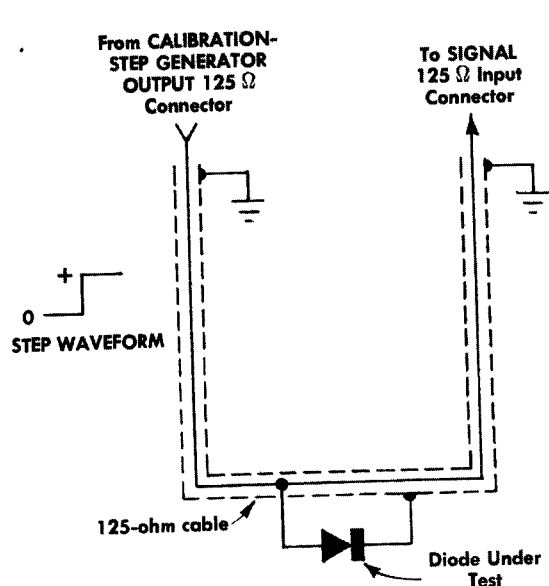 From CALIBRATION-
STEP GENERATOR
OUTPUT 125 Ω
Connector
To SIGNAL
125 Ω Input
Connector
+
0
STEP WAVEFORM
125-ohm cable
Diode Under
Test